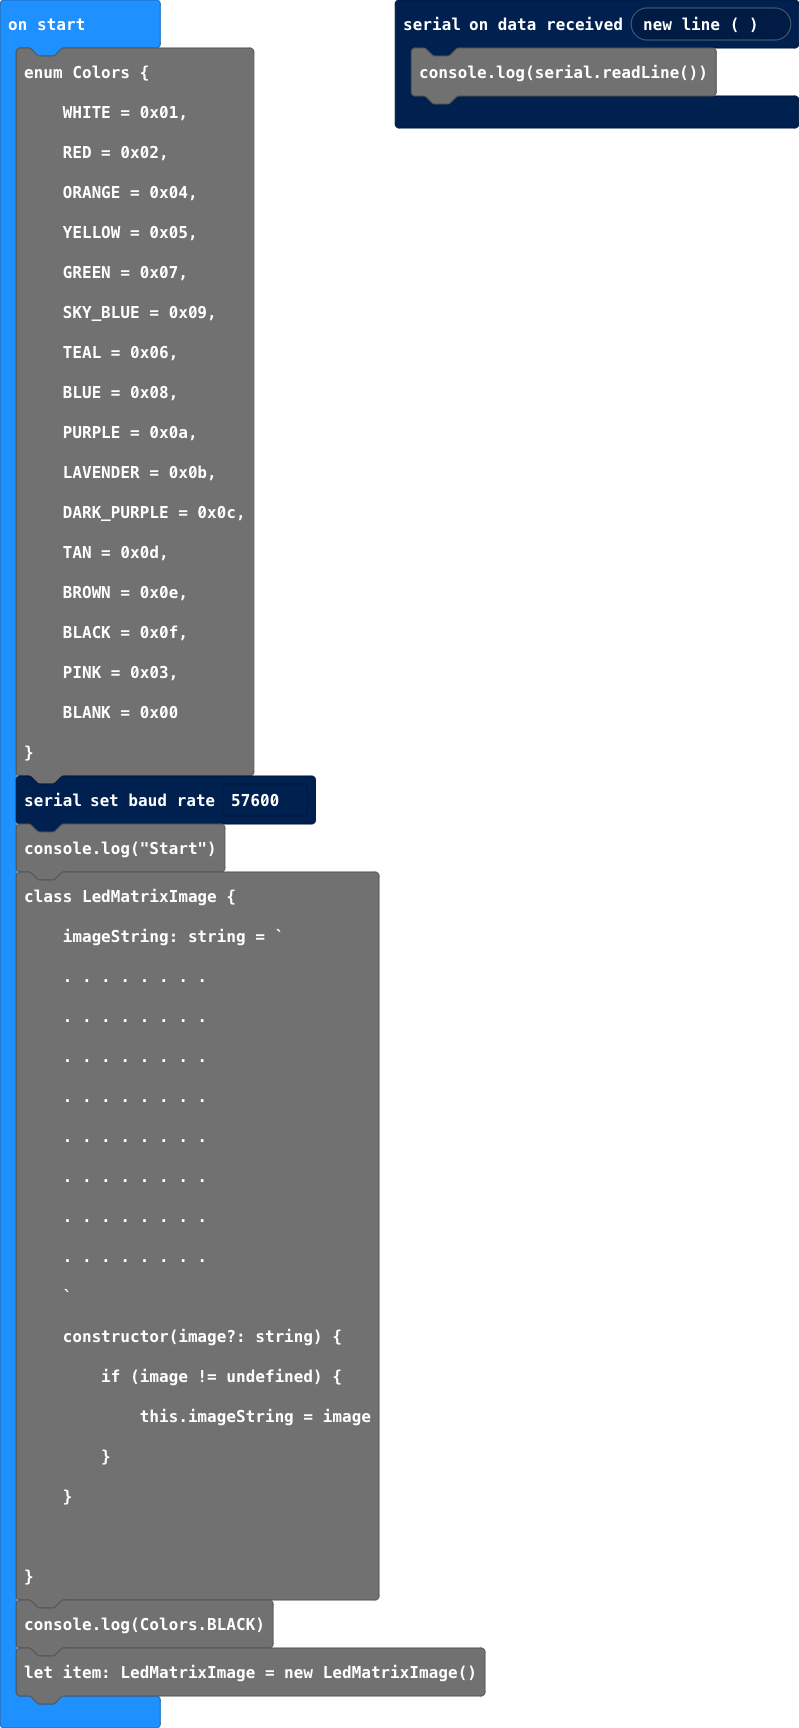 on start
enum Colors {
WHITE = 0x01,
RED = 0x02,
ORANGE = 0x04,
YELLOW = 0x05,
GREEN = 0x07,
SKY_BLUE = 0x09,
TEAL = 0x06,
BLUE = 0x08,
PURPLE = 0x0a,
LAVENDER = 0x0b,
DARK_PURPLE = 0x0c,
TAN = 0x0d,
BROWN = 0x0e,
BLACK = 0x0f,
PINK = 0x03,
BLANK = 0x00
}
serial set baud rate 57600
console.log("Start")
class LedMatrixImage {
imageString: string = `
. . . . . . . .
. . . . . . . .
. . . . . . . .
. . . . . . . .
. . . . . . . .
. . . . . . . .
. . . . . . . .
. . . . . . . .
`
constructor(image?: string) {
if (image != undefined) {
this.imageString = image
}
}
}
console.log(Colors.BLACK)
let item: LedMatrixImage = new LedMatrixImage()
serial on data received new line ( )
console.log(serial.readLine())